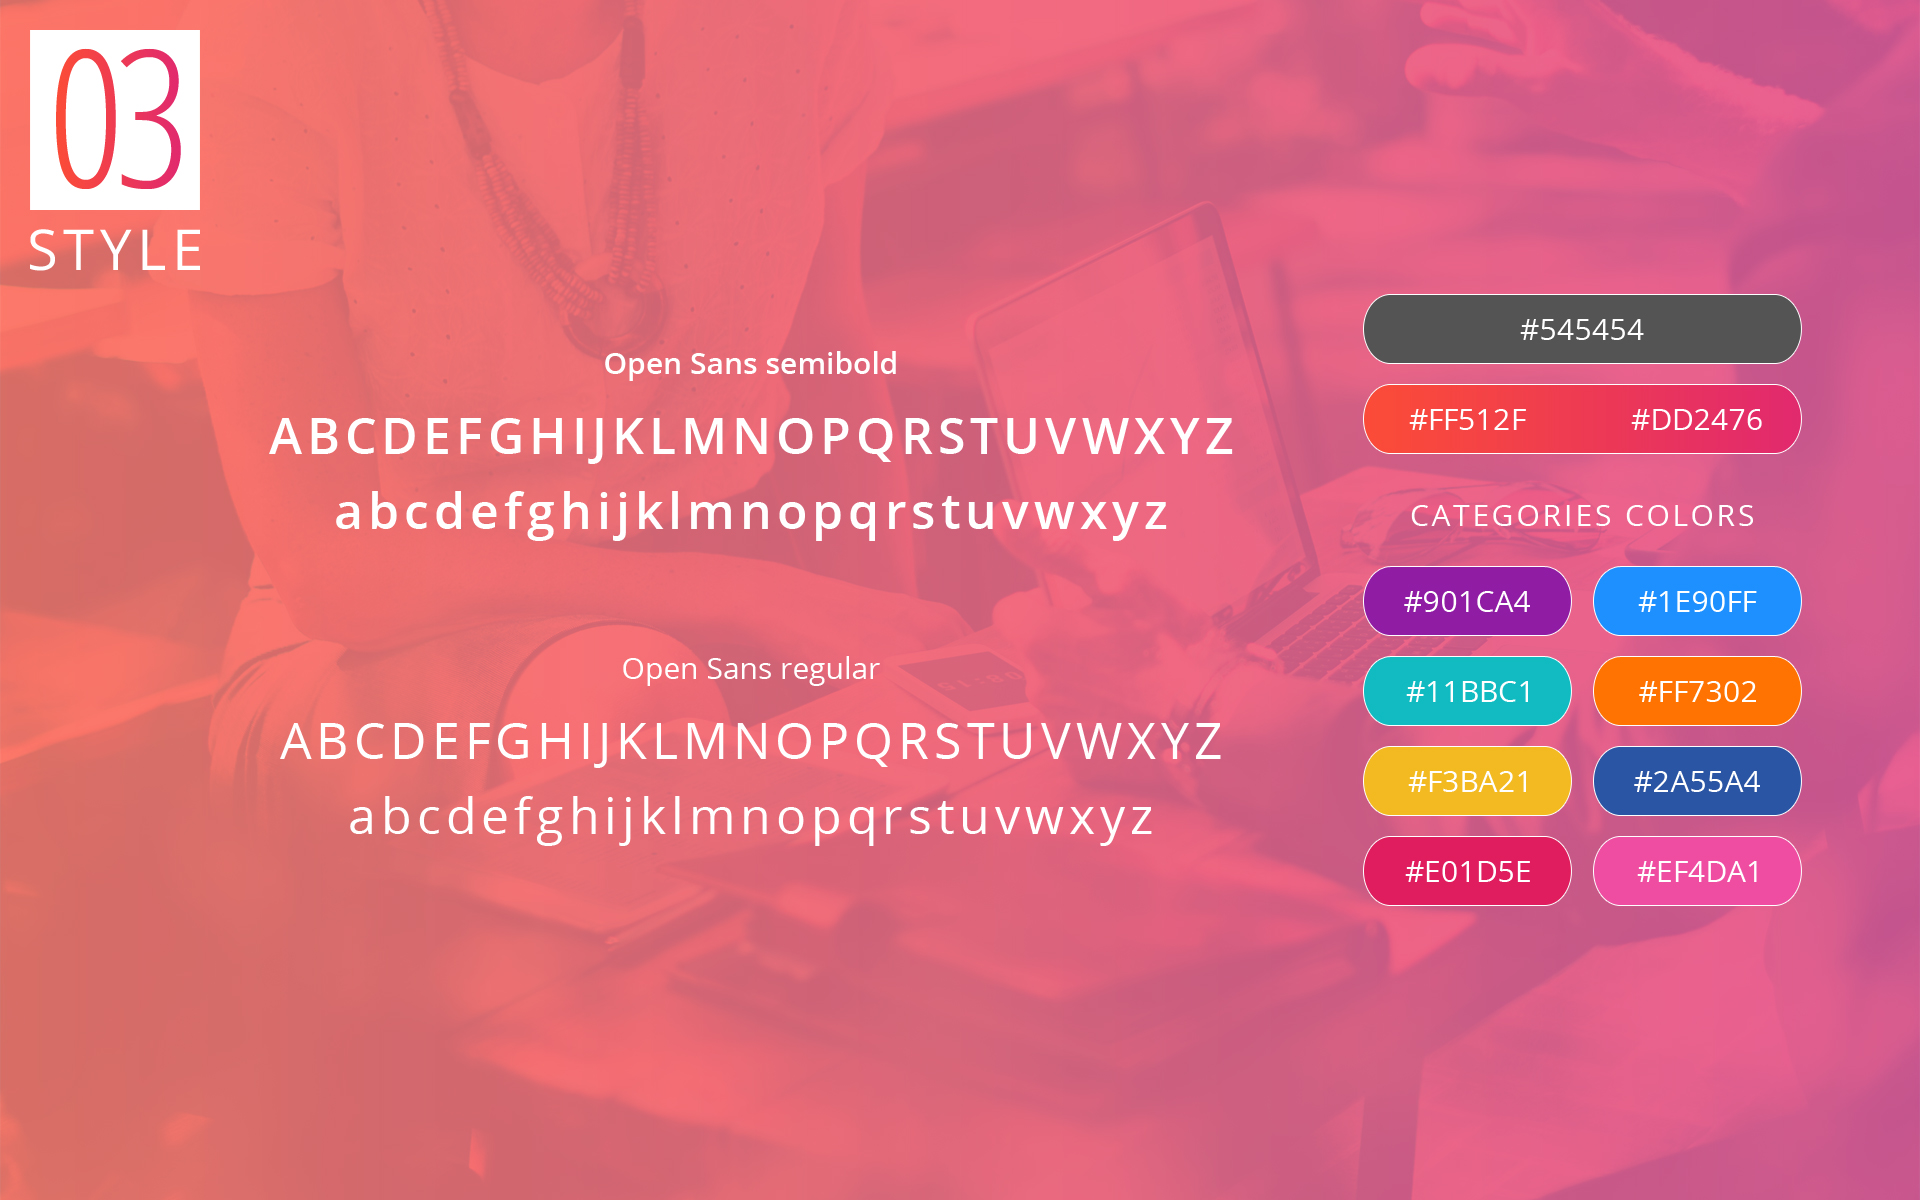 03
STYLE
Open Sans semibold
ABCDEFGHIJKLMNOPQRSTUVWXYZ
abcdefghijklmnopqrstuvwxyz
Open Sans regular
ABCDEFGHIJKLMNOPQRSTUVWXYZ
abcdefghijklmnopqrstuvwxyz
#545454
#FF512F #DD2476
CATEGORIES COLORS
#901CA4 #1E90FF
#11BBC1 #FF7302
#F3BA21 #2A55A4
#E01D5E #EF4DA1